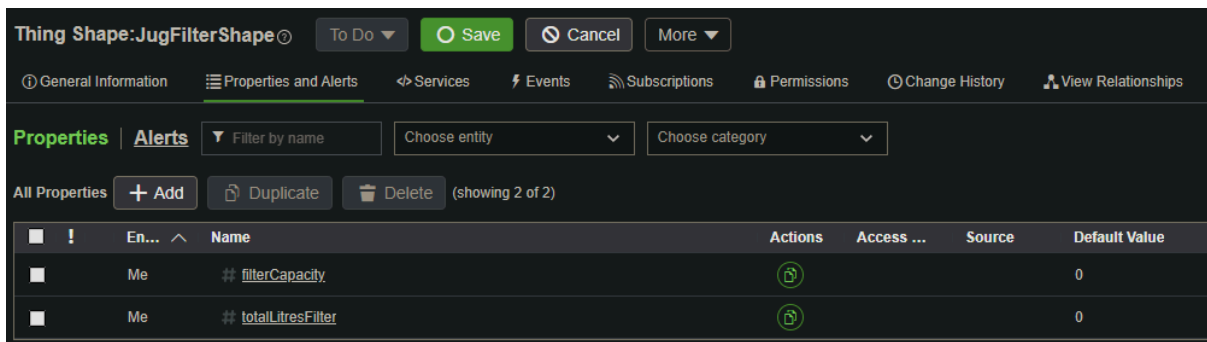 Thing Shape:JugFilterShape To Do Save Cancel More
General Information Properties and Alerts Services Events Subscriptions Permissions Change History View Relationships
Properties | Alerts Filter by name Choose entity Choose category
All Properties + Add Duplicate Delete (showing 2 of 2)
! En... Name Actions Access ... Source Default Value
Me # filterCapacity 0
Me # totalLitresFilter 0